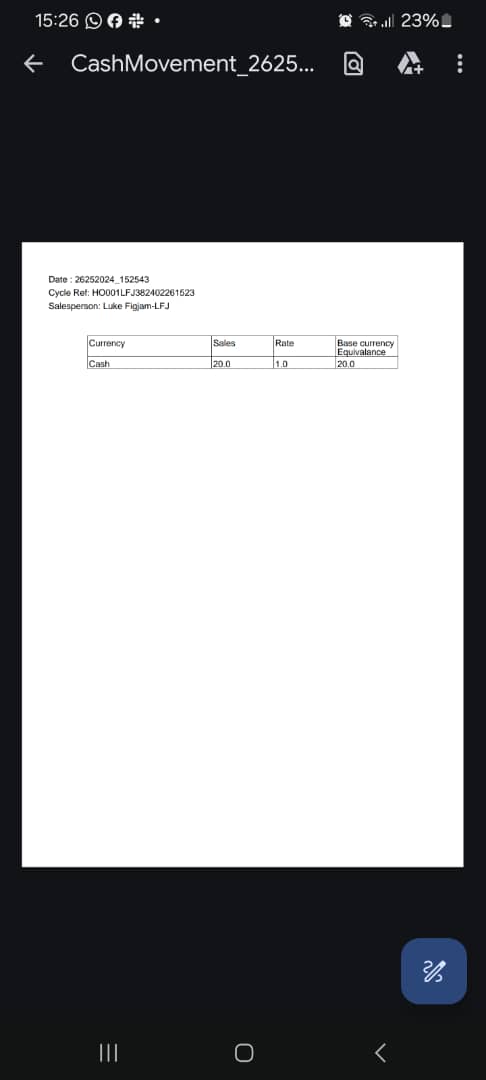 15:26
23%
CashMovement_2625...
Date : 26252024_152543
Cycle Ref: HO001LFJ382402261523
Salesperson: Luke Figjam-LFJ
Currency Sales Rate Base currency Equivalance
Cash 20.0 1.0 20.0